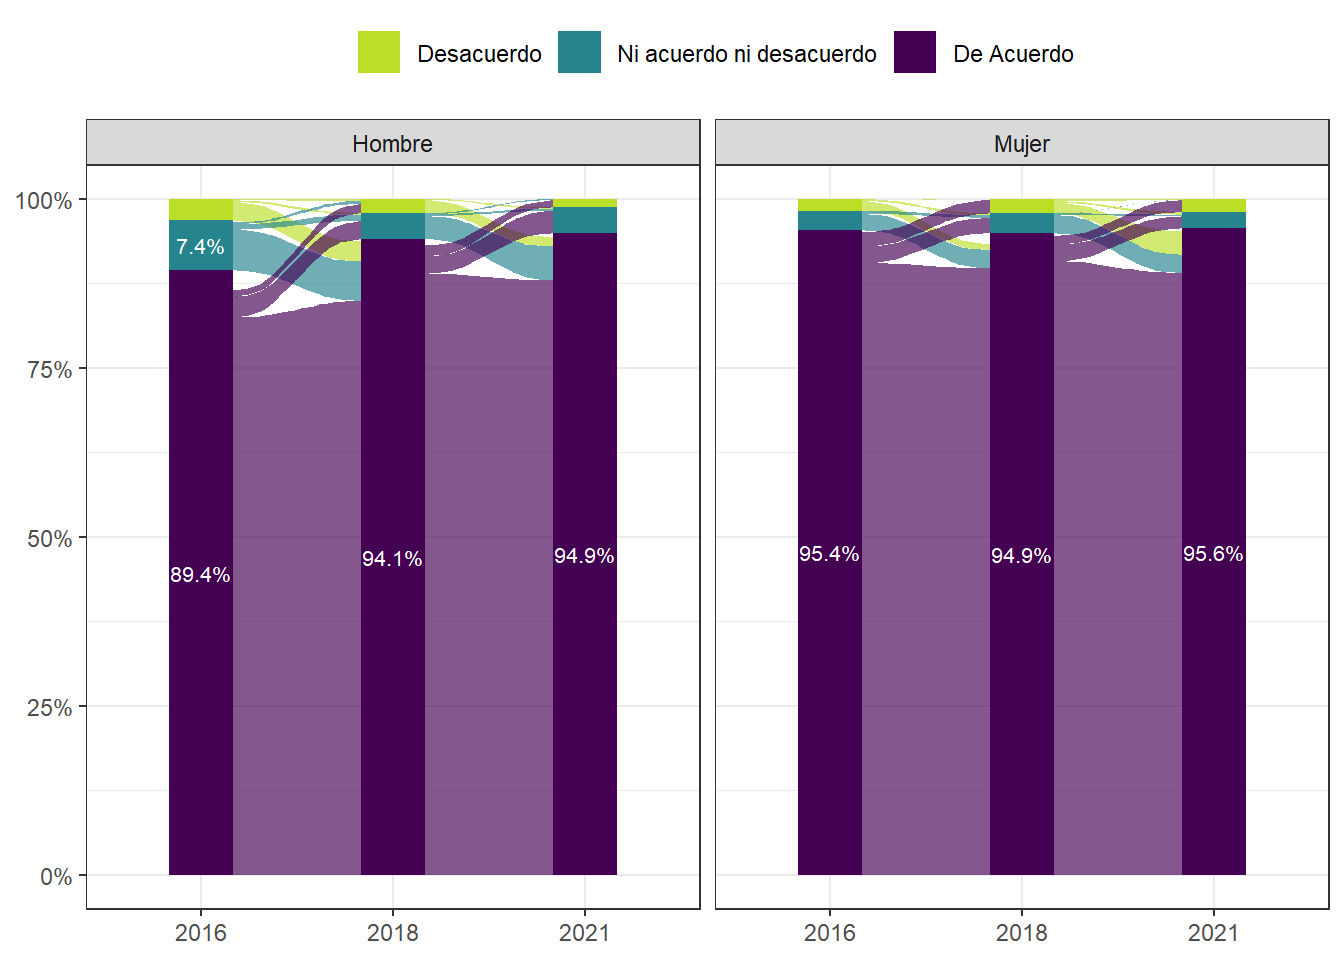 Desacuerdo Ni acuerdo ni desacuerdo De Acuerdo
Hombre Mujer
100%
75%
50%
25%
0%
7.4%
89.4% 94.1% 94.9%
95.4% 94.9% 95.6%
2016 2018 2021 2016 2018 2021